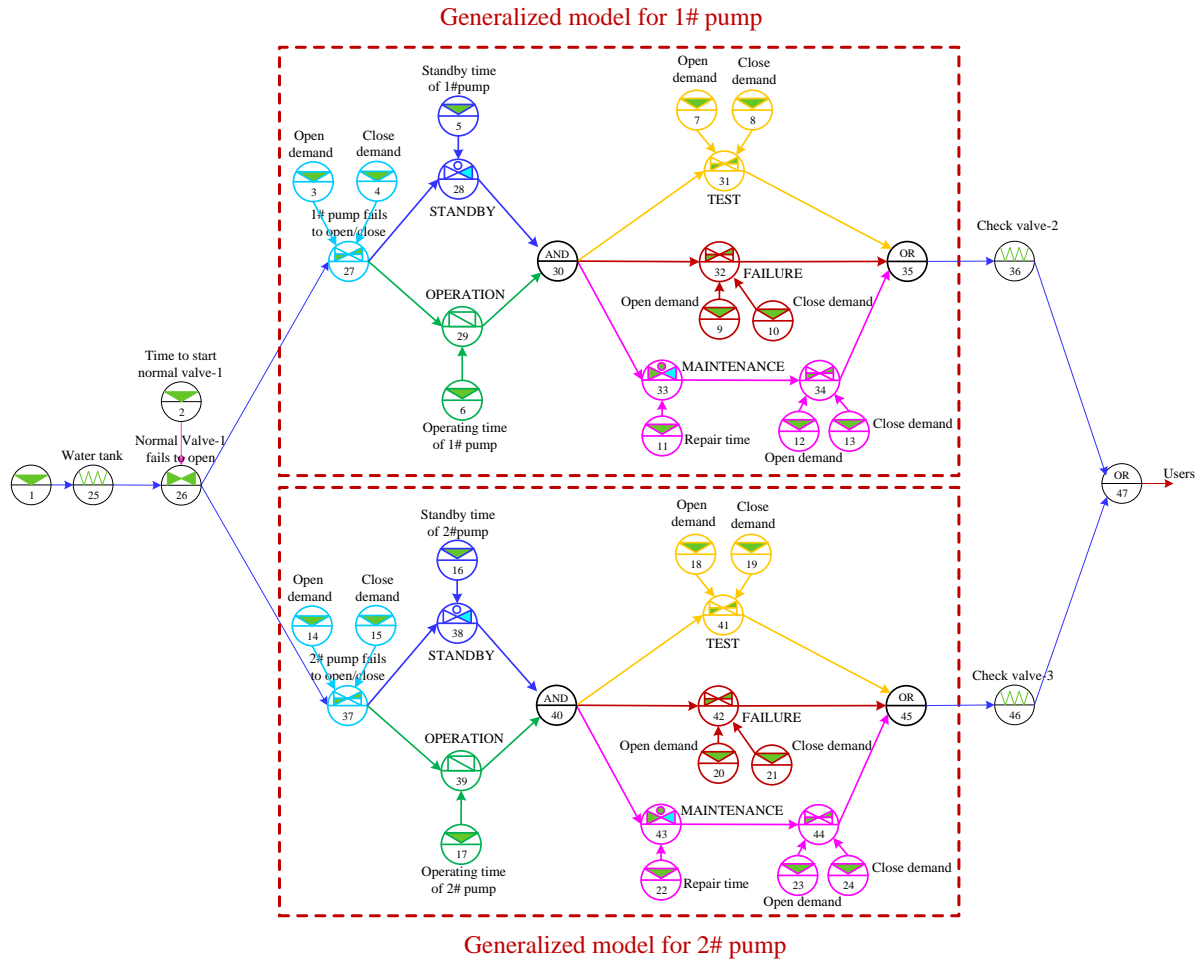 Generalized model for 1# pump
Standby time
of 1#pump
5
Open
demand
3
Close
demand
4
1# pump fails
to open/close
27
28
STANDBY
OPERATION
29
6
Operating time
of 1# pump
AND
30
Open
demand
7
Close
demand
8
31
TEST
32
FAILURE
Open demand
9
Close demand
10
33
MAINTENANCE
34
11
Repair time
12
Open demand
13
Close demand
OR
35
Check valve-2
36
Time to start
normal valve-1
2
Normal Valve-1
fails to open
26
Water tank
25
1
OR
47
Users
Standby time
of 2#pump
16
Open
demand
14
Close
demand
15
2# pump fails
to open/close
37
38
STANDBY
OPERATION
39
17
Operating time
of 2# pump
AND
40
Open
demand
18
Close
demand
19
41
TEST
42
FAILURE
Open demand
20
Close demand
21
43
MAINTENANCE
44
22
Repair time
23
Open demand
24
Close demand
OR
45
Check valve-3
46
Generalized model for 2# pump